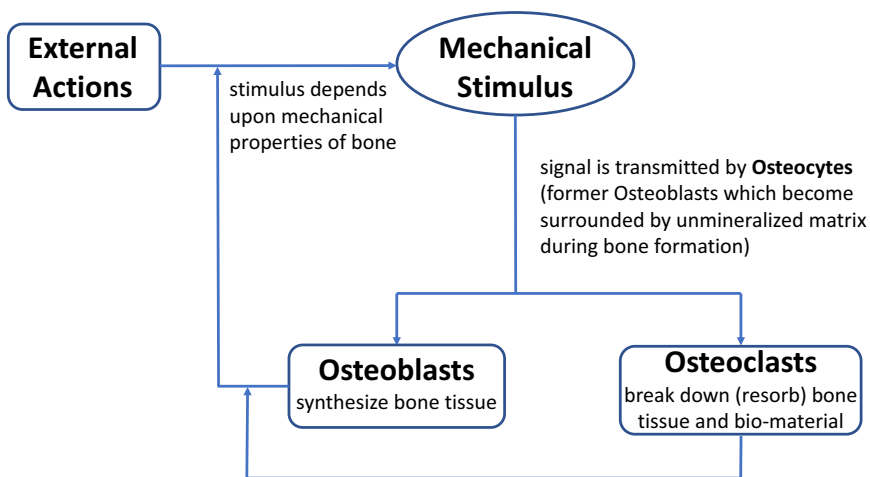 External
Actions
Mechanical
Stimulus
stimulus depends
upon mechanical
properties of bone
signal is transmitted by Osteocytes
(former Osteoblasts which become
surrounded by unmineralized matrix
during bone formation)
Osteoblasts
synthesize bone tissue
Osteoclasts
break down (resorb) bone
tissue and bio-material